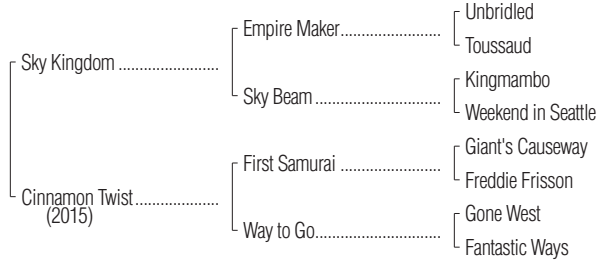 Unbridled
Empire Maker......................
Toussaud
Sky Kingdom ........................
Kingmambo
Sky Beam ..............................
Weekend in Seattle
Giant's Causeway
First Samurai ........................
Freddie Frisson
Cinnamon Twist....................
(2015)
Gone West
Way to Go..............................
Fantastic Ways